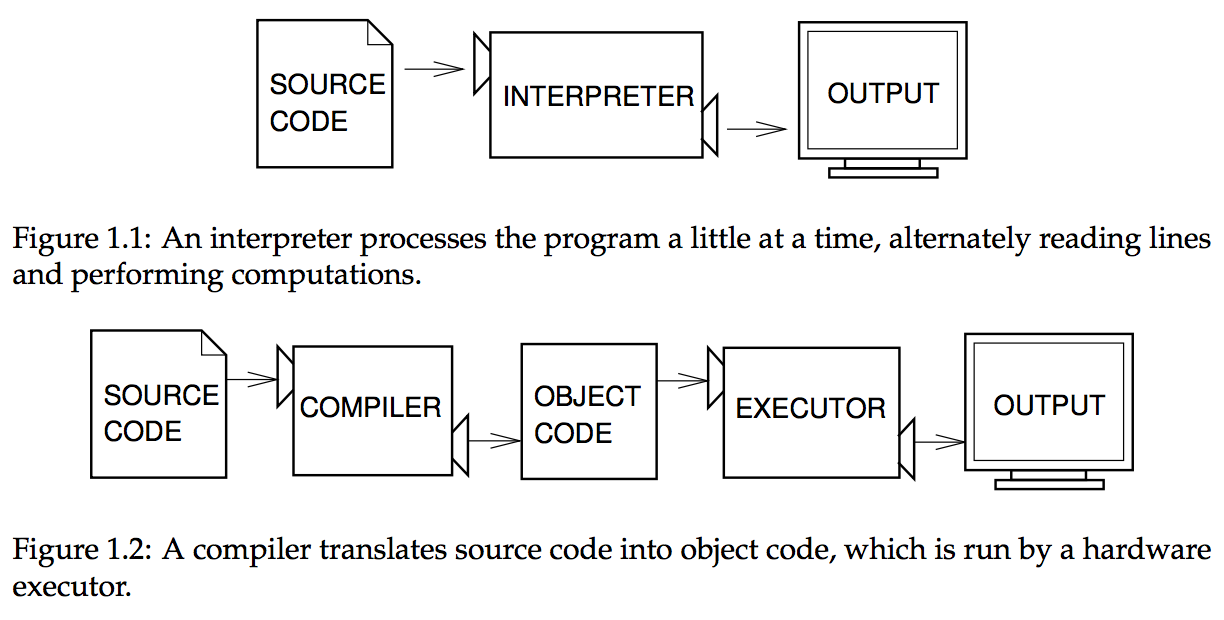 SOURCE
CODE
INTERPRETER
OUTPUT
Figure 1.1: An interpreter processes the program a little at a time, alternately reading lines
and performing computations.
SOURCE
CODE
COMPILER
OBJECT
CODE
EXECUTOR
OUTPUT
Figure 1.2: A compiler translates source code into object code, which is run by a hardware
executor.